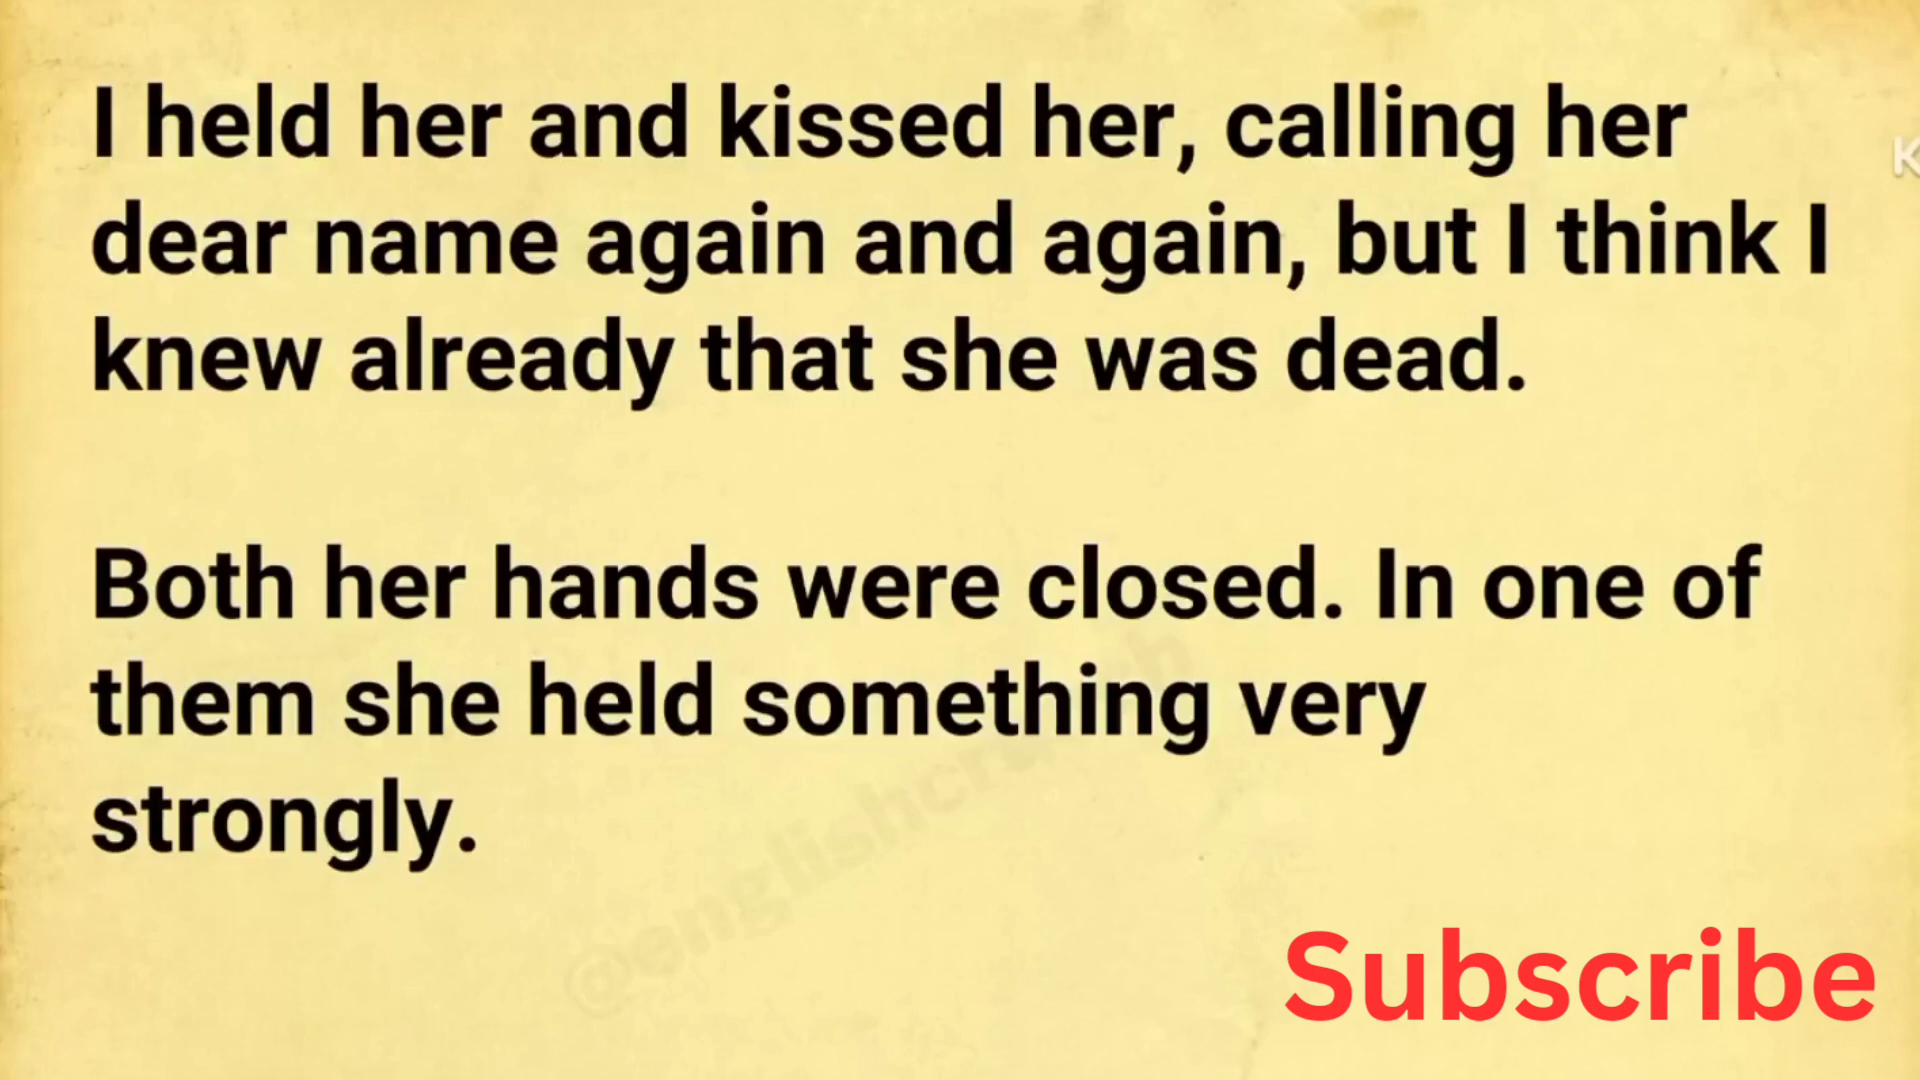 I held her and kissed her, calling her
dear name again and again, but I think I
knew already that she was dead.
Both her hands were closed. In one of
them she held something very
strongly.
Subscribe